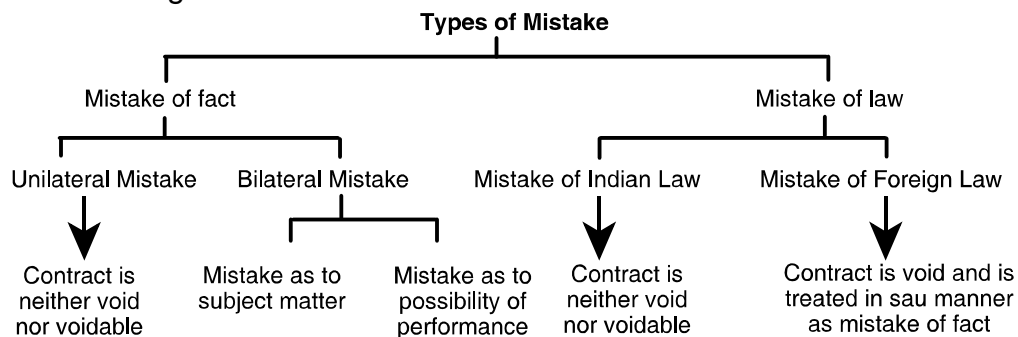 Types of Mistake
Mistake of fact
Mistake of law
Unilateral Mistake
Bilateral Mistake
Mistake of Indian Law
Mistake of Foreign Law
Contract is
neither void
nor voidable
Mistake as to
subject matter
Mistake as to
possibility of
performance
Contract is
neither void
nor voidable
Contract is void and is
treated in sau manner
as mistake of fact